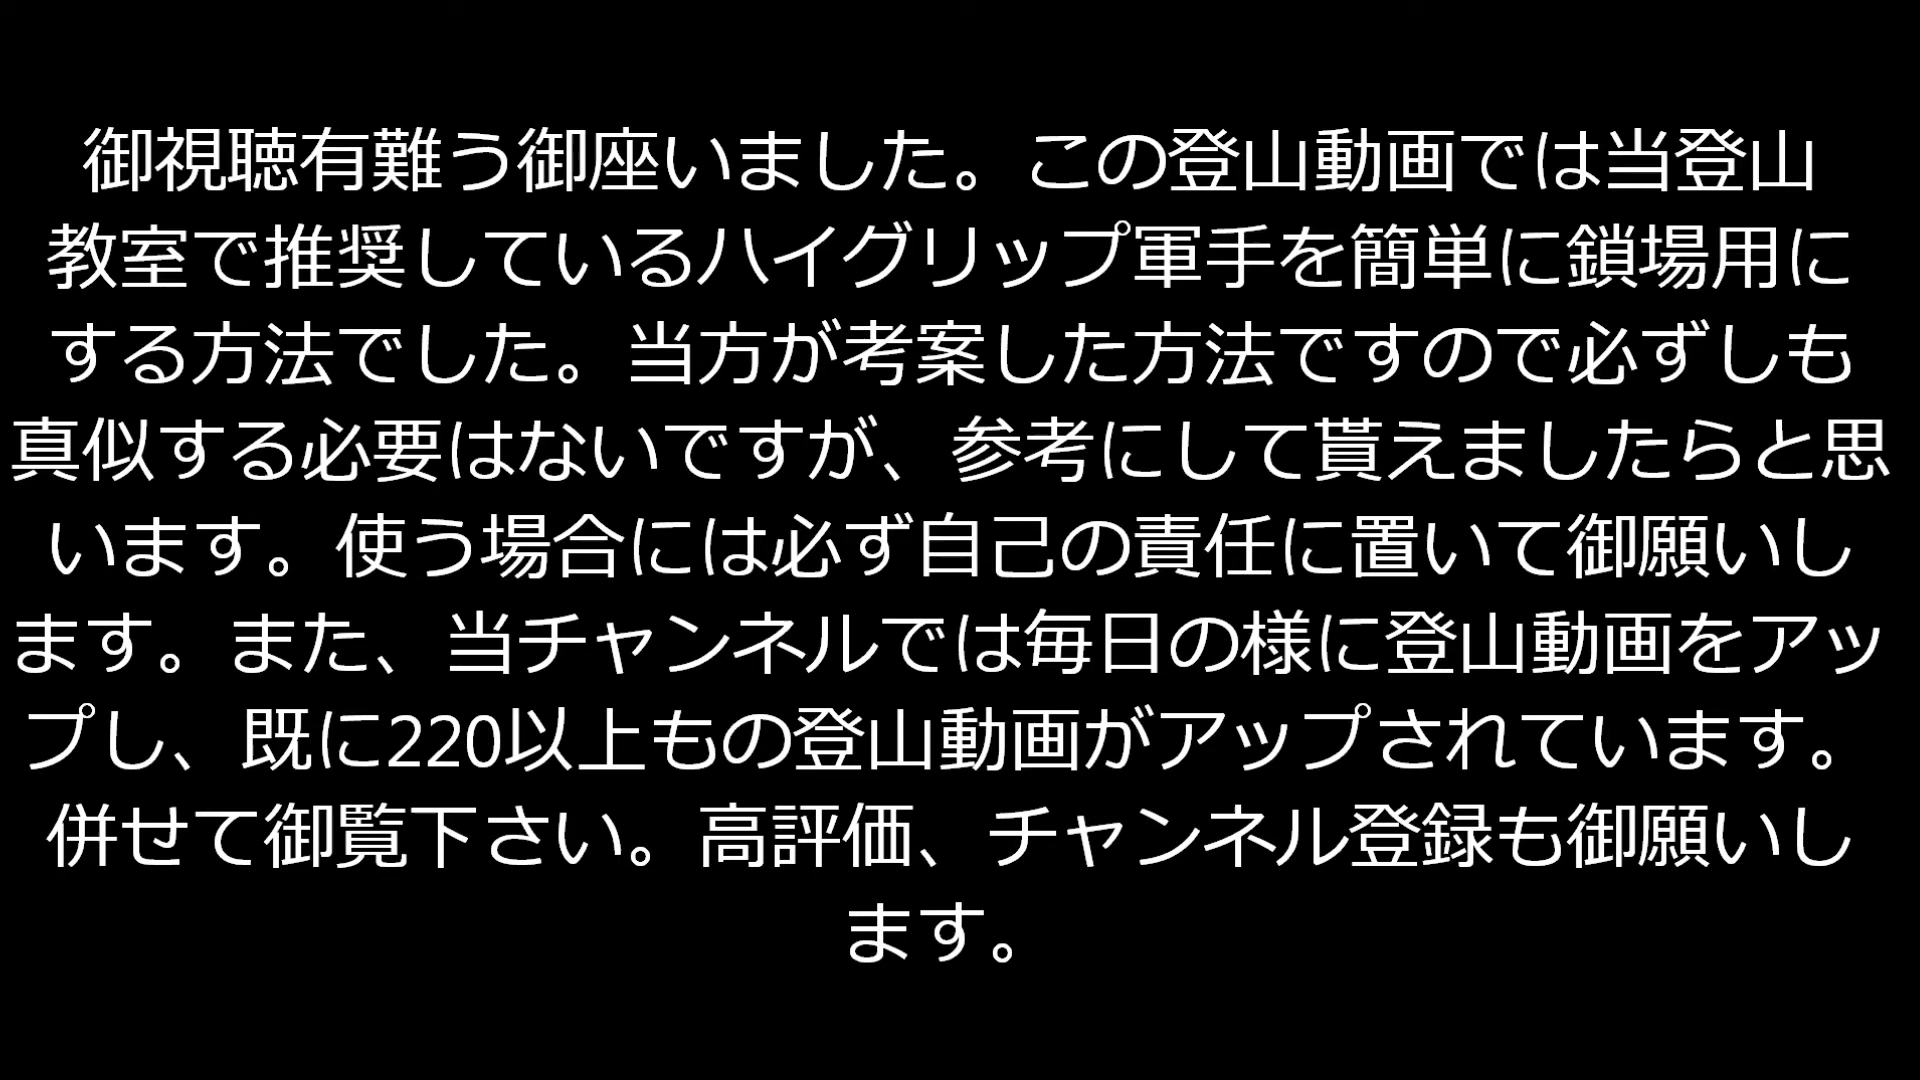 御視聴有難う御座いました。この登山動画では当登山
教室で推奨しているハイグリップ軍手を簡単に鎖場用に
する方法でした。当方が考案した方法ですので必ずしも
真似する必要はないですが、参考にして貰えましたらと思
います。使う場合には必ず自己の責任に置いて御願いし
ます。また、当チャンネルでは毎日の様に登山動画をアッ
プし、既に220以上もの登山動画がアップされています。
併せて御覧下さい。高評価、チャンネル登録も御願いし
ます。